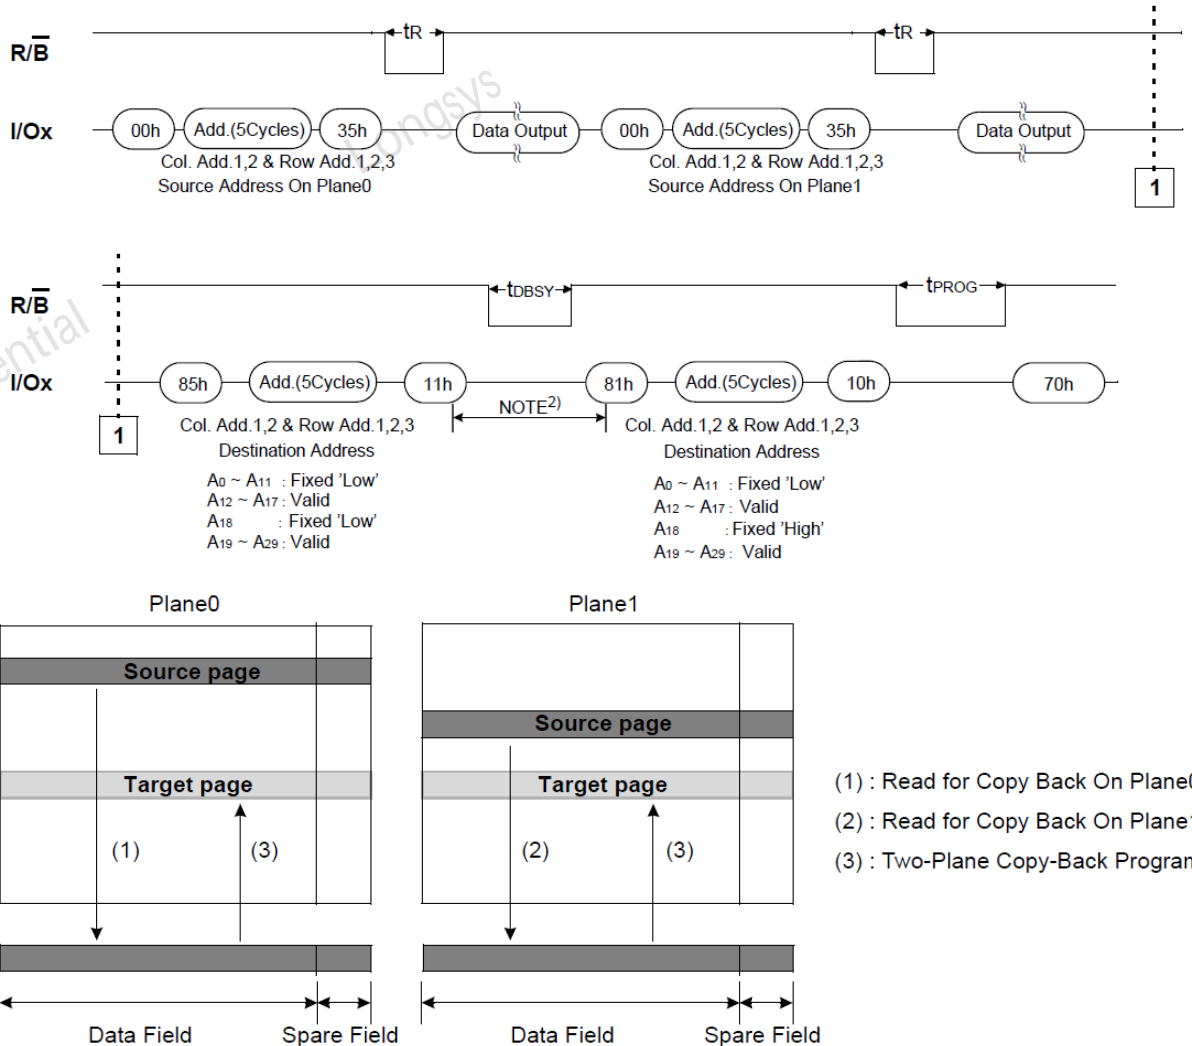 R/B tR tR
Longsys
I/Ox 00h Add.(5Cycles) 35h Data Output 00h Add.(5Cycles) 35h Data Output
Col. Add.1,2 & Row Add.1,2,3 Col. Add.1,2 & Row Add.1,2,3
Source Address On Plane0 Source Address On Plane1
1
R/B tDBSY tPROG
ential
I/Ox 85h Add.(5Cycles) 11h 81h Add.(5Cycles) 10h 70h
NOTE2)
1
Col. Add.1,2 & Row Add.1,2,3 Col. Add.1,2 & Row Add.1,2,3
Destination Address Destination Address
A0 ~ A11 : Fixed 'Low' A0 ~ A11 : Fixed 'Low'
A12 ~ A17 : Valid A12 ~ A17 : Valid
A18 : Fixed 'Low' A18 : Fixed 'High'
A19 ~ A29 : Valid A19 ~ A29 : Valid
Plane0 Plane1
Source page
Source page
Target page Target page
(1) : Read for Copy Back On Plane0
(2) : Read for Copy Back On Plane1
(3) : Two-Plane Copy-Back Program
(1) (3) (2) (3)
Data Field Spare Field Data Field Spare Field